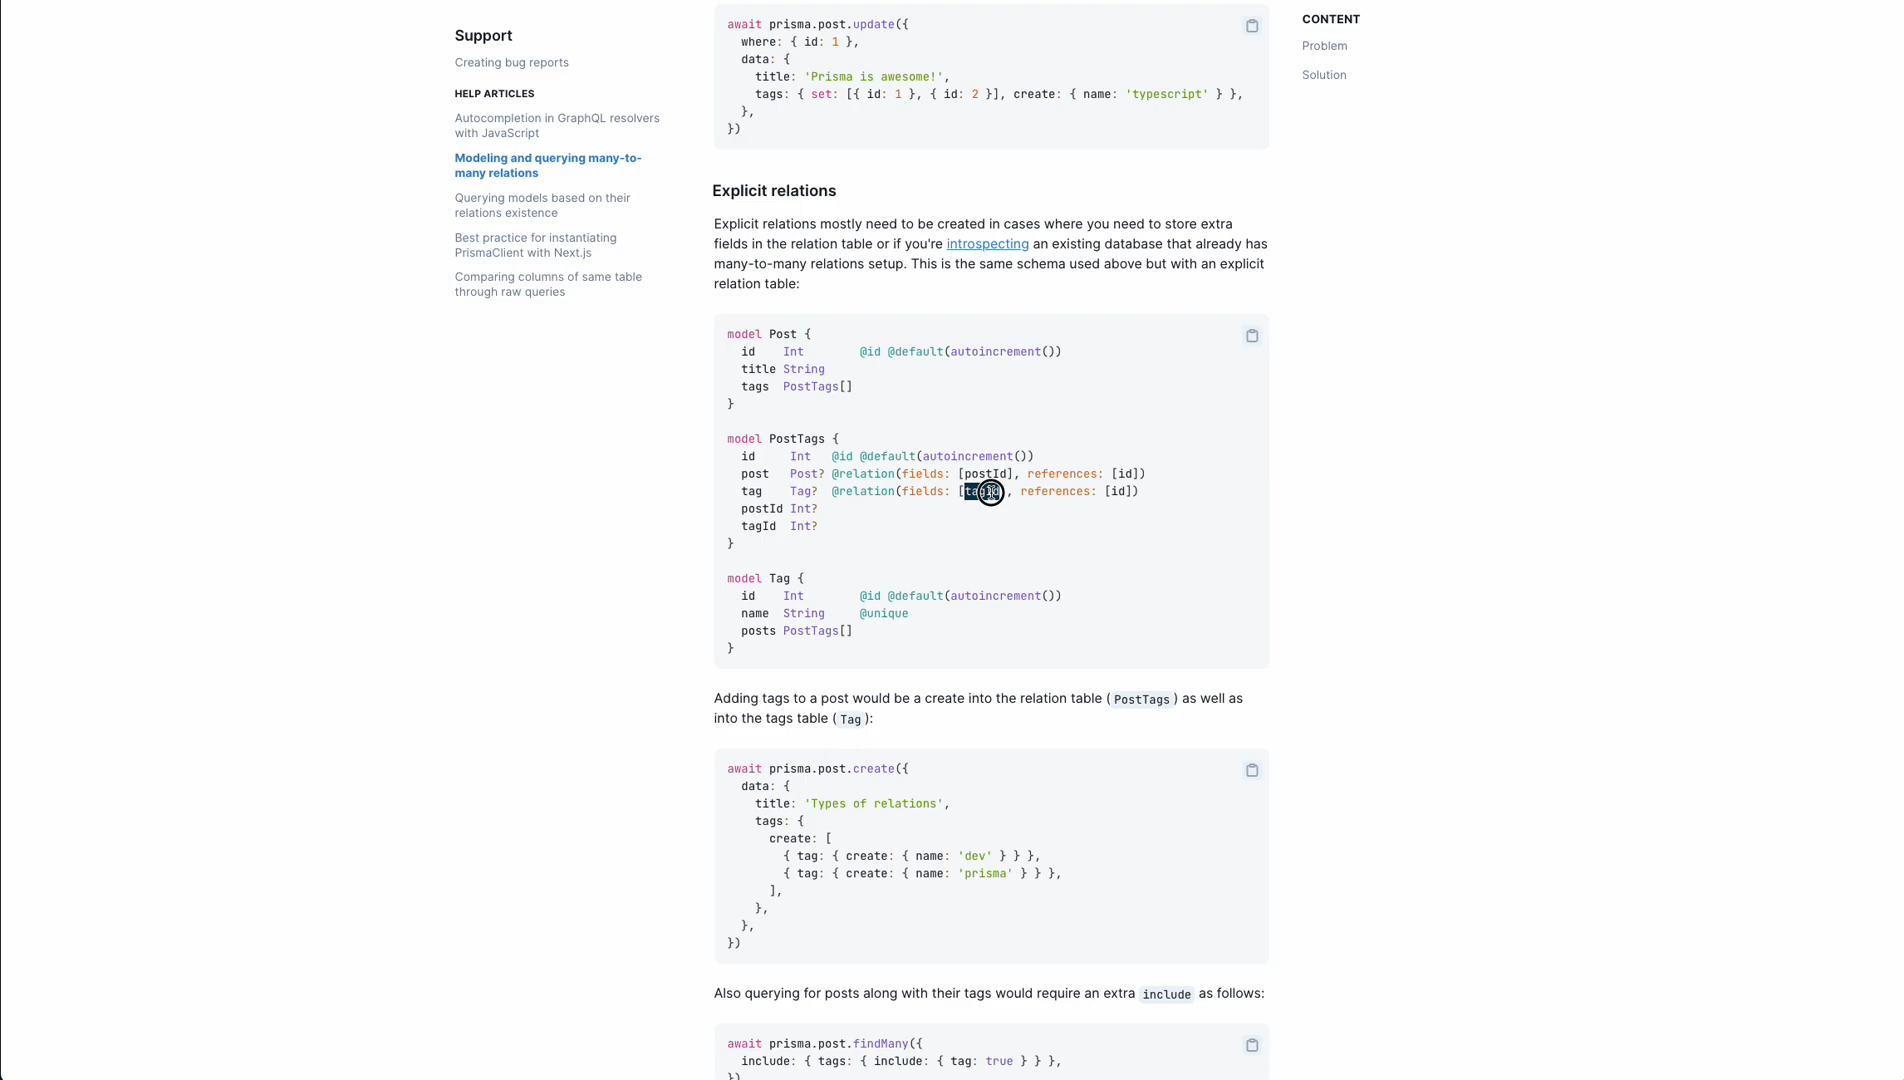 Support
Creating bug reports
HELP ARTICLES
Autocompletion in GraphQL resolvers
with JavaScript
Modeling and querying many-to-
many relations
Querying models based on their
relations existence
Best practice for instantiating
PrismaClient with Next.js
Comparing columns of same table
through raw queries
await prisma.post.update({
  where: { id: 1 },
  data: {
    title: 'Prisma is awesome!',
    tags: { set: [{ id: 1 }, { id: 2 }], create: { name: 'typescript' } },
  },
})
Explicit relations
Explicit relations mostly need to be created in cases where you need to store extra
fields in the relation table or if you're introspecting an existing database that already has
many-to-many relations setup. This is the same schema used above but with an explicit
relation table:
model Post {
  id    Int        @id @default(autoincrement())
  title String
  tags  PostTags[]
}
model PostTags {
  id     Int   @id @default(autoincrement())
  post   Post? @relation(fields: [postId], references: [id])
  tag    Tag?  @relation(fields: [tagId], references: [id])
  postId Int?
  tagId  Int?
}
model Tag {
  id    Int        @id @default(autoincrement())
  name  String     @unique
  posts PostTags[]
}
Adding tags to a post would be a create into the relation table (PostTags) as well as
into the tags table (Tag):
await prisma.post.create({
  data: {
    title: 'Types of relations',
    tags: {
      create: [
        { tag: { create: { name: 'dev' } } },
        { tag: { create: { name: 'prisma' } } },
      ],
    },
  },
})
Also querying for posts along with their tags would require an extra include as follows:
await prisma.post.findMany({
  include: { tags: { include: { tag: true } } },
})
CONTENT
Problem
Solution